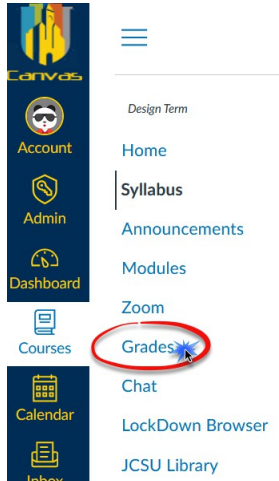 Canvas
Account
Admin
Dashboard
Courses
Calendar
Inbox
Design Term
Home
Syllabus
Announcements
Modules
Zoom
Grades
Chat
LockDown Browser
JCSU Library